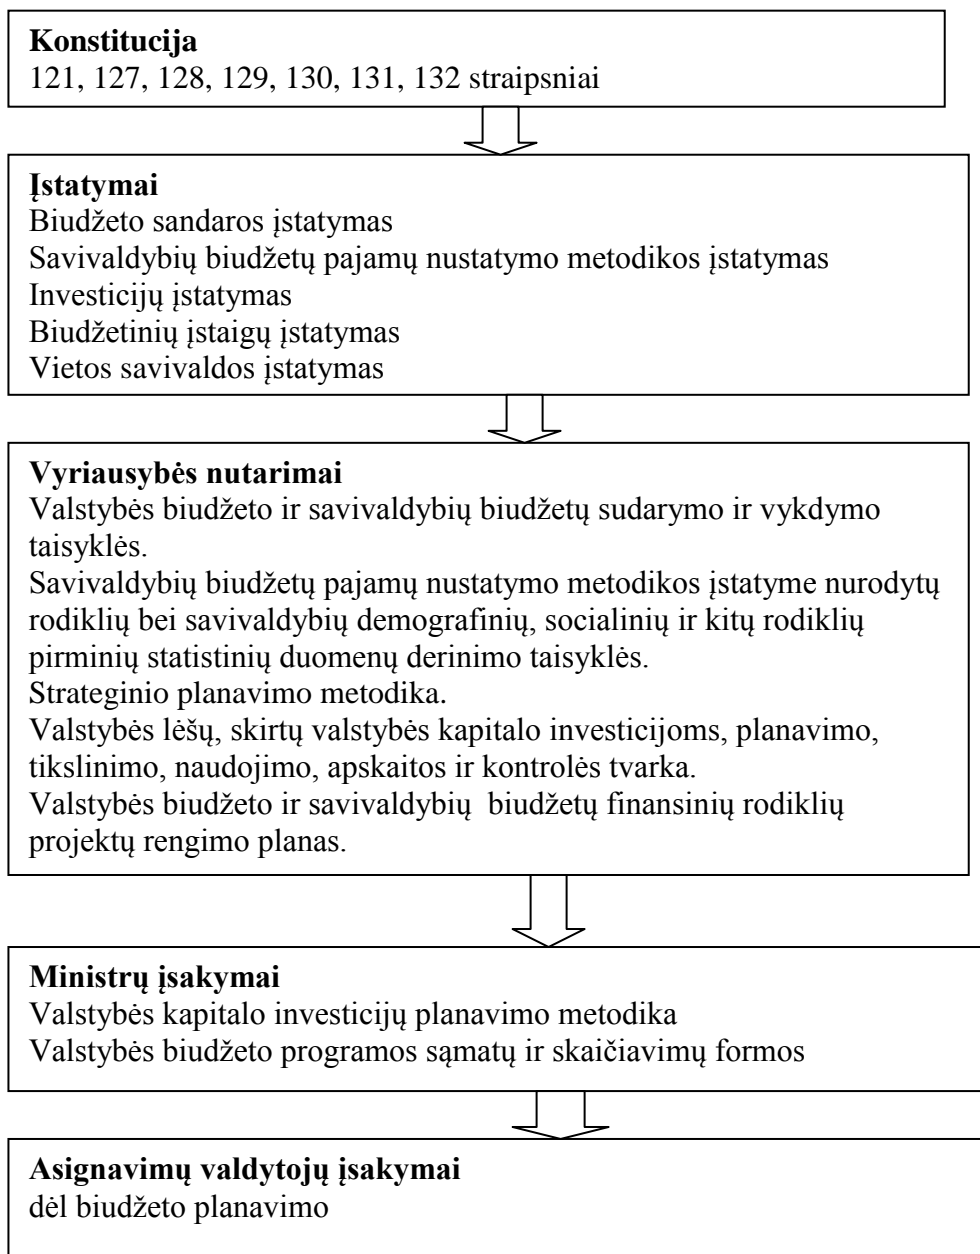 Konstitucija
121, 127, 128, 129, 130, 131, 132 straipsniai
Įstatymai
Biudžeto sandaros įstatymas
Savivaldybių biudžetų pajamų nustatymo metodikos įstatymas
Investicijų įstatymas
Biudžetinių įstaigų įstatymas
Vietos savivaldos įstatymas
Vyriausybės nutarimai
Valstybės biudžeto ir savivaldybių biudžetų sudarymo ir vykdymo
taisyklės.
Savivaldybių biudžetų pajamų nustatymo metodikos įstatyme nurodytų
rodiklių bei savivaldybių demografinių, socialinių ir kitų rodiklių
pirminių statistinių duomenų derinimo taisyklės.
Strateginio planavimo metodika.
Valstybės lėšų, skirtų valstybės kapitalo investicijoms, planavimo,
tikslinimo, naudojimo, apskaitos ir kontrolės tvarka.
Valstybės biudžeto ir savivaldybių biudžetų finansinių rodiklių
projektų rengimo planas.
Ministrų įsakymai
Valstybės kapitalo investicijų planavimo metodika
Valstybės biudžeto programos sąmatų ir skaičiavimų formos
Asignavimų valdytojų įsakymai
dėl biudžeto planavimo